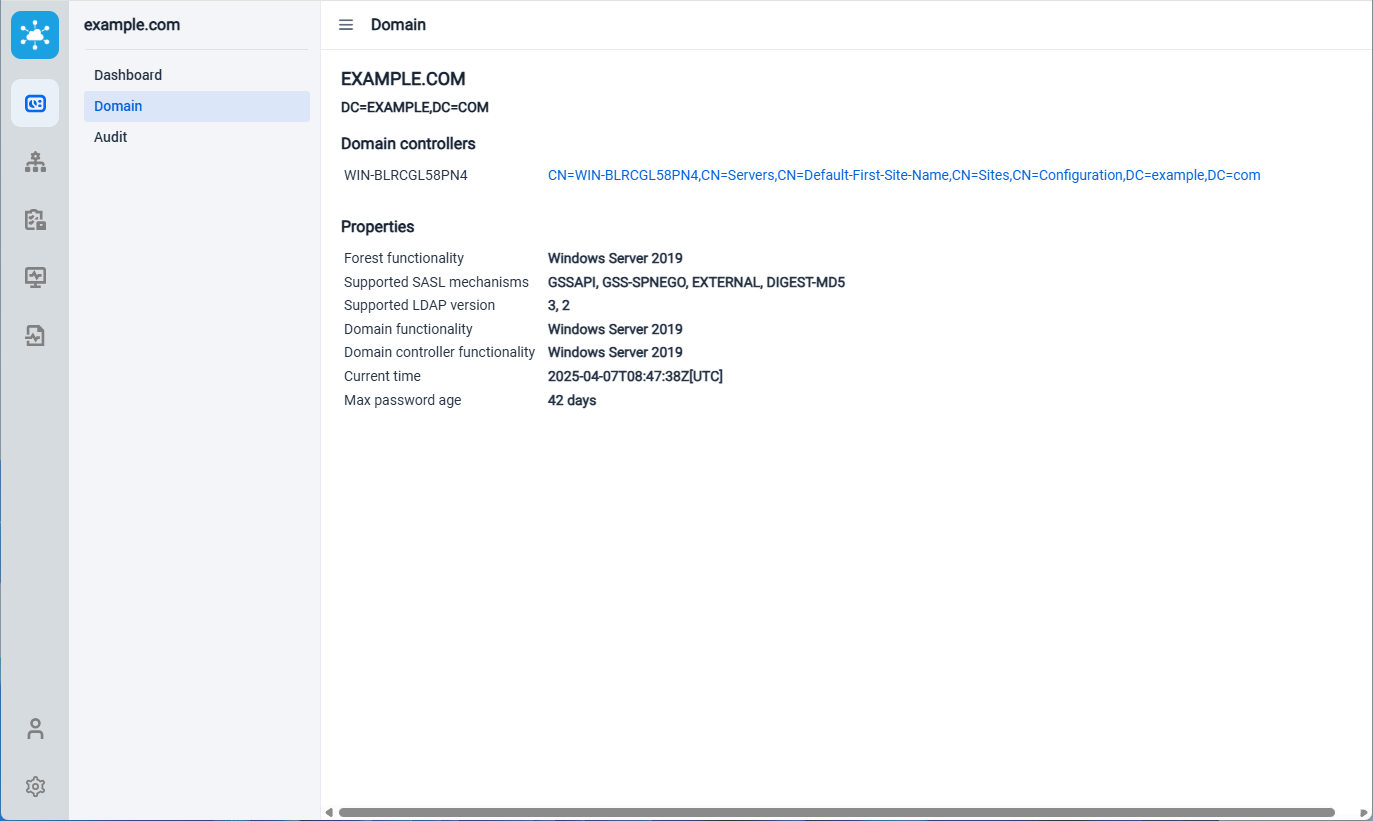 example.com
Dashboard
Domain
Audit
Domain
EXAMPLE.COM
DC=EXAMPLE,DC=COM
Domain controllers
WIN-BLRCGL58PN4 CN=WIN-BLRCGL58PN4,CN=Servers,CN=Default-First-Site-Name,CN=Sites,CN=Configuration,DC=example,DC=com
Properties
Forest functionality Windows Server 2019
Supported SASL mechanisms GSSAPI, GSS-SPNEGO, EXTERNAL, DIGEST-MD5
Supported LDAP version 3, 2
Domain functionality Windows Server 2019
Domain controller functionality Windows Server 2019
Current time 2025-04-07T08:47:38Z[UTC]
Max password age 42 days